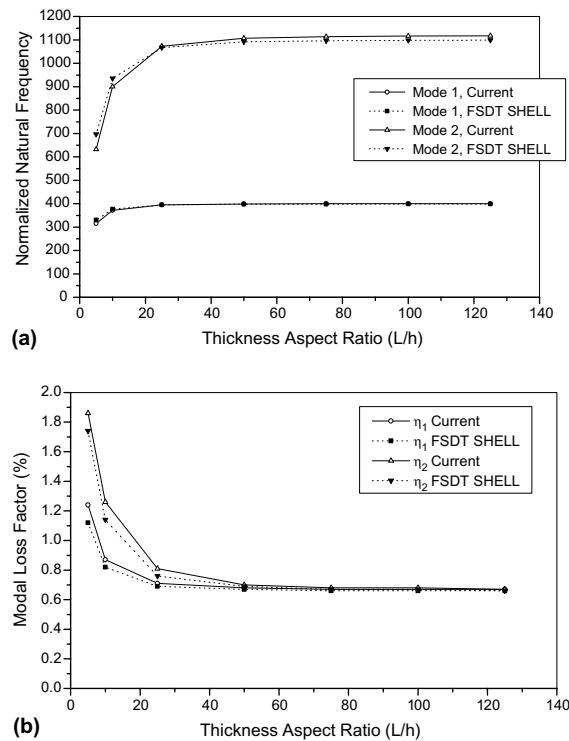 1200
1100
1000
900
800
700
600
500
400
300
200
100
0
Normalized Natural Frequency
Mode 1, Current
Mode 1, FSDT SHELL
Mode 2, Current
Mode 2, FSDT SHELL
0 20 40 60 80 100 120 140
(a)
Thickness Aspect Ratio (L/h)
2.0
1.8
1.6
1.4
1.2
1.0
0.8
0.6
0.4
0.2
0.0
Modal Loss Factor (%)
η1 Current
η1 FSDT SHELL
η2 Current
η2 FSDT SHELL
0 20 40 60 80 100 120 140
(b)
Thickness Aspect Ratio (L/h)